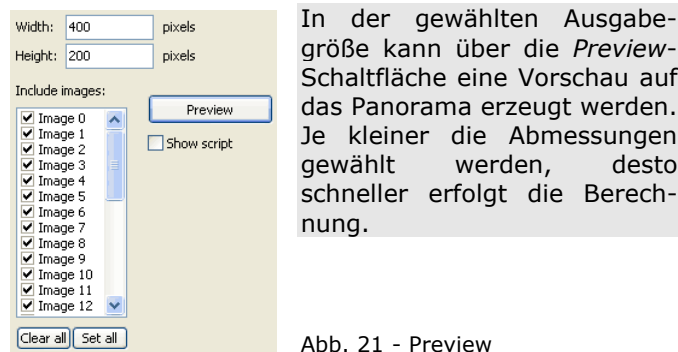 Width: 400 pixels
Height: 200 pixels
Include images:
Preview
Show script
Image 0
Image 1
Image 2
Image 3
Image 4
Image 5
Image 6
Image 7
Image 8
Image 9
Image 10
Image 11
Image 12
Clear all Set all
In der gewählten Ausgabe-
größe kann über die Preview-
Schaltfläche eine Vorschau auf
das Panorama erzeugt werden.
Je kleiner die Abmessungen
gewählt werden, desto
schneller erfolgt die Berech-
nung.
Abb. 21 - Preview